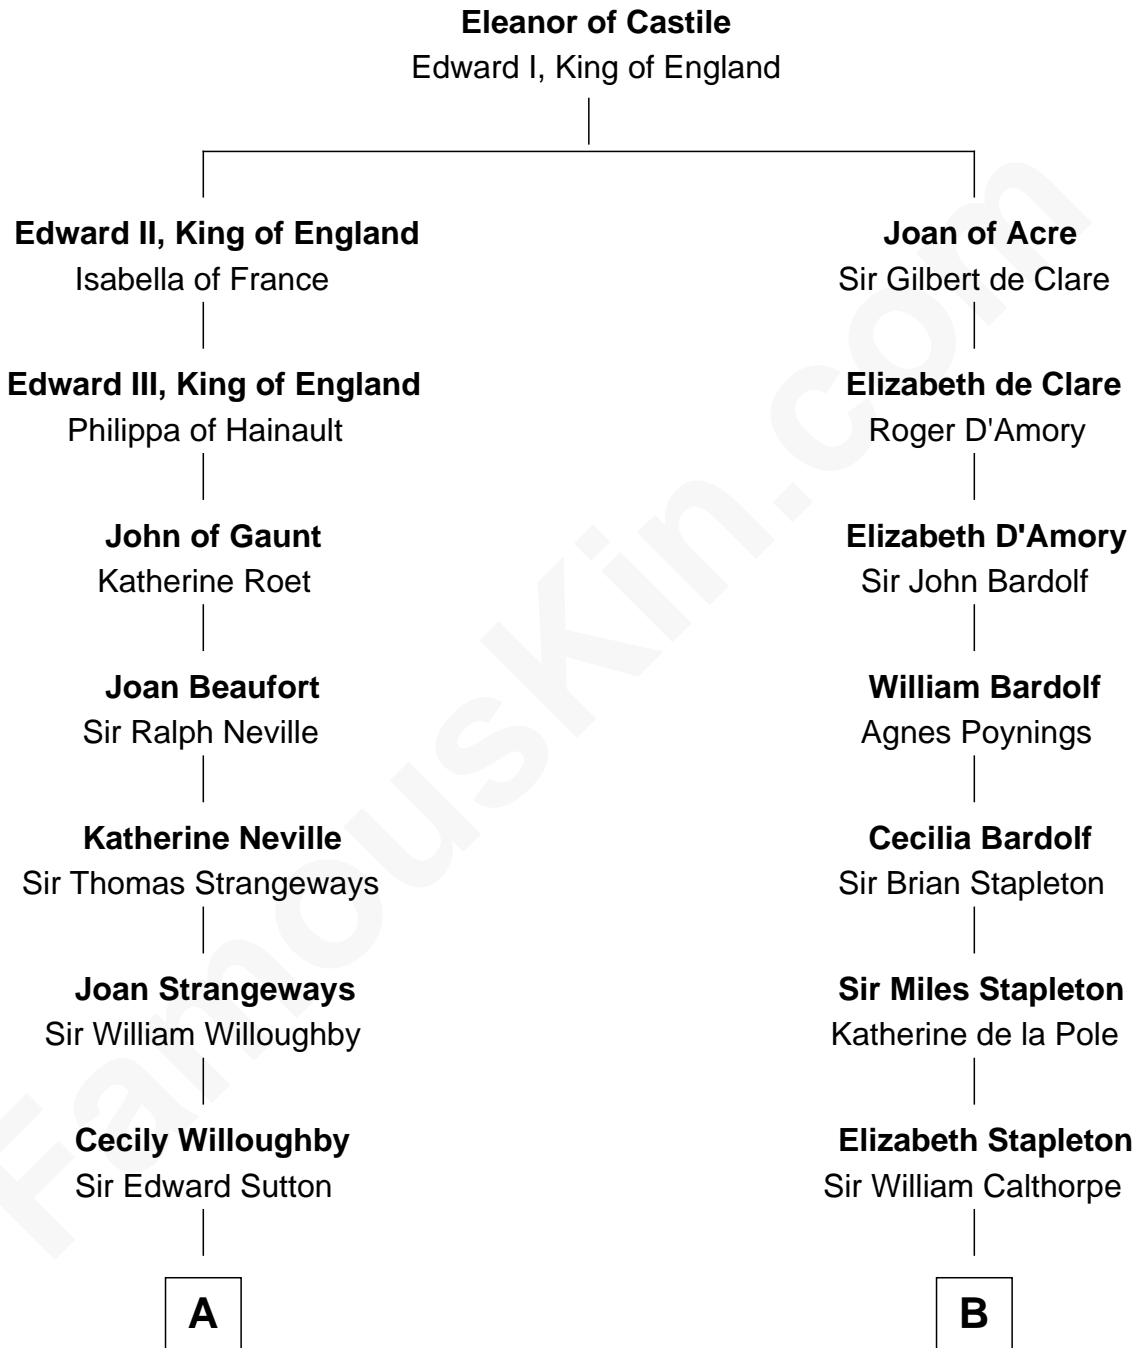 Eleanor of Castile
Edward I, King of England
Edward II, King of England
Isabella of France
Joan of Acre
Sir Gilbert de Clare
Edward III, King of England
Philippa of Hainault
Elizabeth de Clare
Roger D'Amory
John of Gaunt
Katherine Roet
Elizabeth D'Amory
Sir John Bardolf
Joan Beaufort
Sir Ralph Neville
William Bardolf
Agnes Poynings
Katherine Neville
Sir Thomas Strangeways
Cecilia Bardolf
Sir Brian Stapleton
Joan Strangeways
Sir William Willoughby
Sir Miles Stapleton
Katherine de la Pole
Cecily Willoughby
Sir Edward Sutton
Elizabeth Stapleton
Sir William Calthorpe
A
B
FamousKin.com